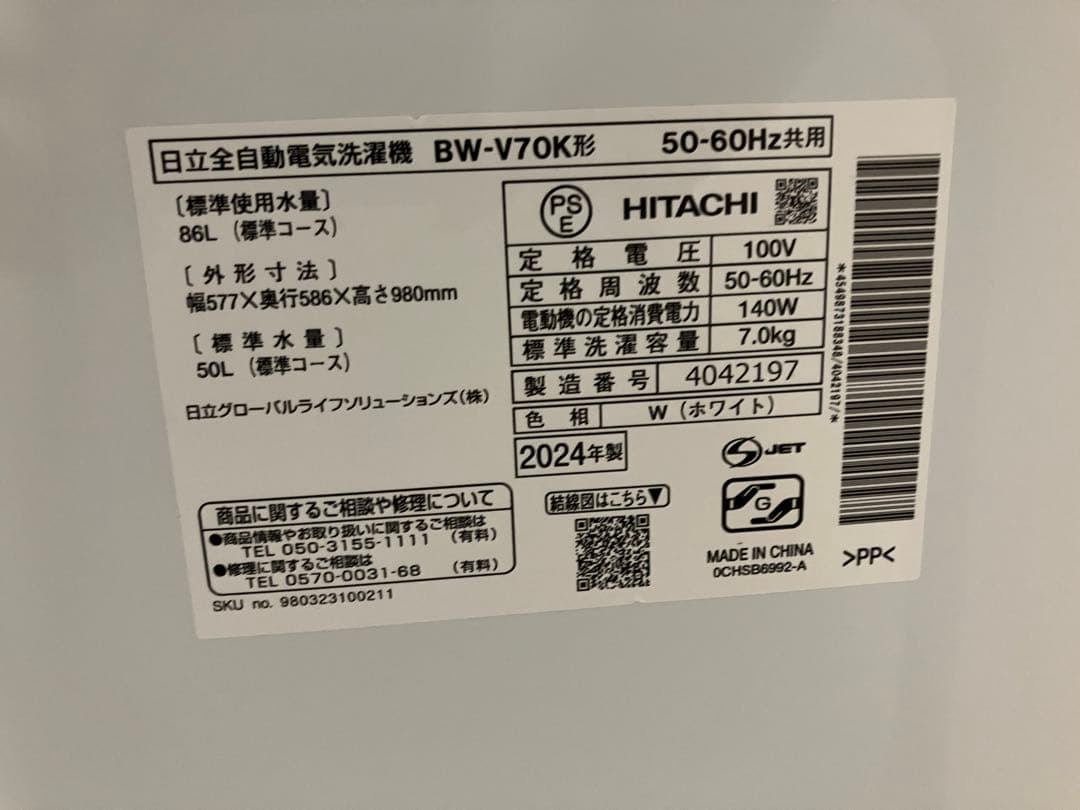 日立全自動電気洗濯機 BW-V70K形 50-60Hz共用
〔標準使用水量〕
86L（標準コース）
〔外形寸法〕
幅577×奥行586×高さ980mm
〔標準水量〕
50L（標準コース）
日立グローバルライフソリューションズ(株)
PS E HITACHI
定格電圧 100V
定格周波数 50-60Hz
電動機の定格消費電力 140W
標準洗濯容量 7.0kg
製造番号 4042197
色相 W（ホワイト）
2024年製
*4549873188348/4042197/*
S JET
G
MADE IN CHINA
0CHSB6992-A
>PP<
結線図はこちら▼
商品に関するご相談や修理について
●商品情報やお取り扱いに関するご相談は
TEL 050-3155-1111（有料）
●修理に関するご相談は
TEL 0570-0031-68（有料）
SKU no. 980323100211